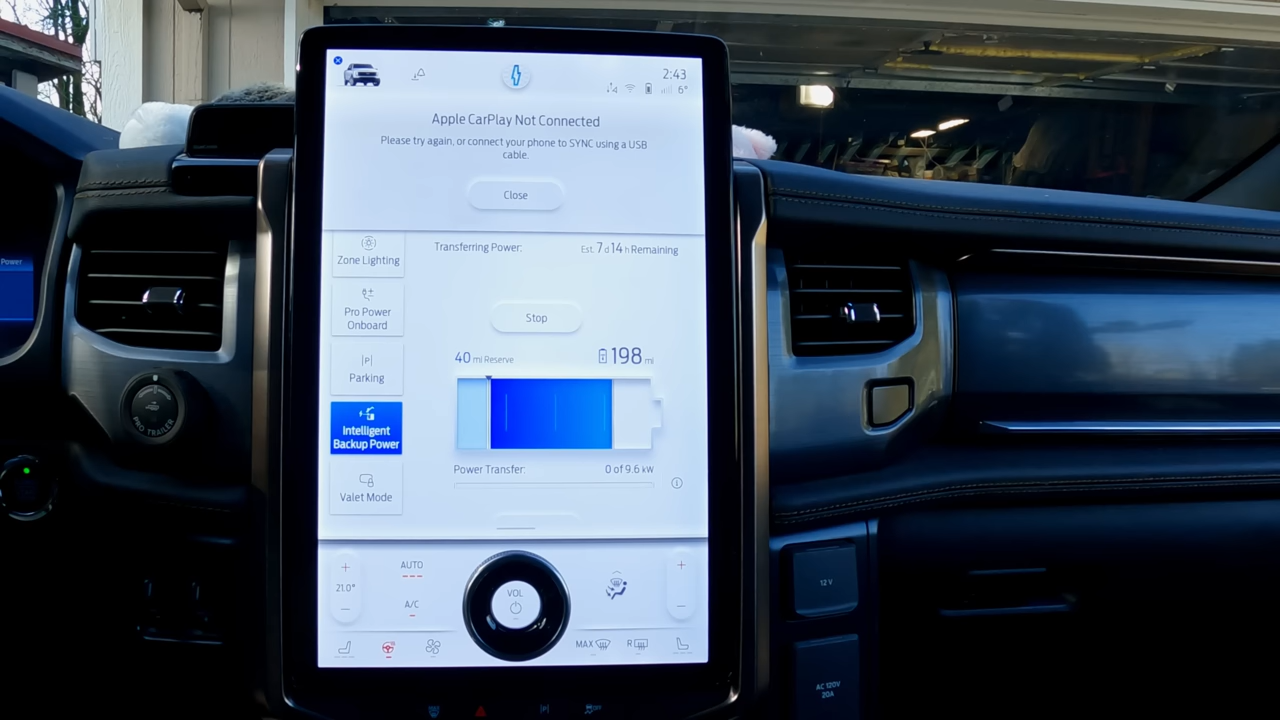 2:43
6°
Apple CarPlay Not Connected
Please try again, or connect your phone to SYNC using a USB
cable.
Close
Zone Lighting
Transferring Power:
Est. 7 d 14 h Remaining
Power
Pro Power
Onboard
Stop
Parking
40 mi Reserve
198 mi
Intelligent
Backup Power
PRO TRAILER
Power Transfer:
0 of 9.6 kW
Valet Mode
AUTO
21.0°
A/C
VOL
MAX
R
12 V
AC 120V
20A
OFF